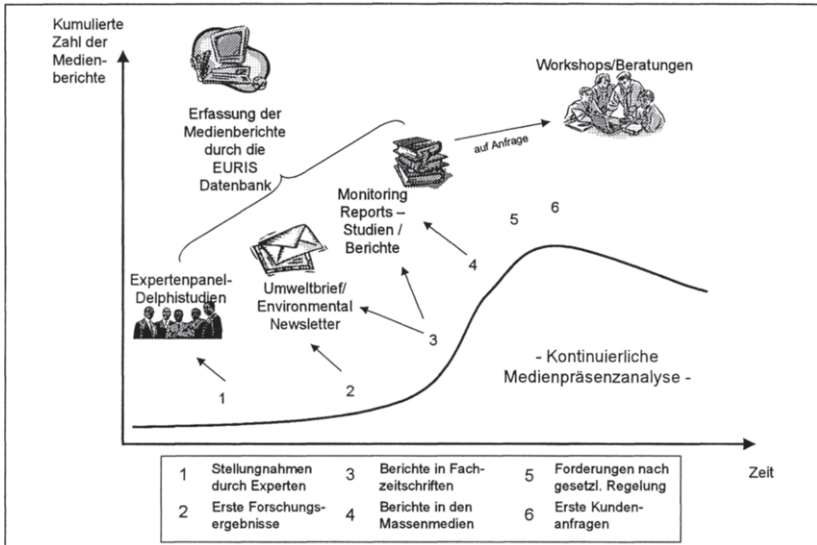 Kumulierte
Zahl der
Medien-
berichte
Erfassung der
Medienberichte
durch die
EURIS
Datenbank
Workshops/Beratungen
auf Anfrage
Monitoring
Reports –
Studien /
Berichte
Expertenpanel-
Delphistudien
Umweltbrief/
Environmental
Newsletter
1
2
3
4
5
6
- Kontinuierliche
Medienpräsenzanalyse -
Zeit
1 Stellungnahmen
durch Experten
2 Erste Forschungs-
ergebnisse
3 Berichte in Fach-
zeitschriften
4 Berichte in den
Massenmedien
5 Forderungen nach
gesetzl. Regelung
6 Erste Kunden-
anfragen